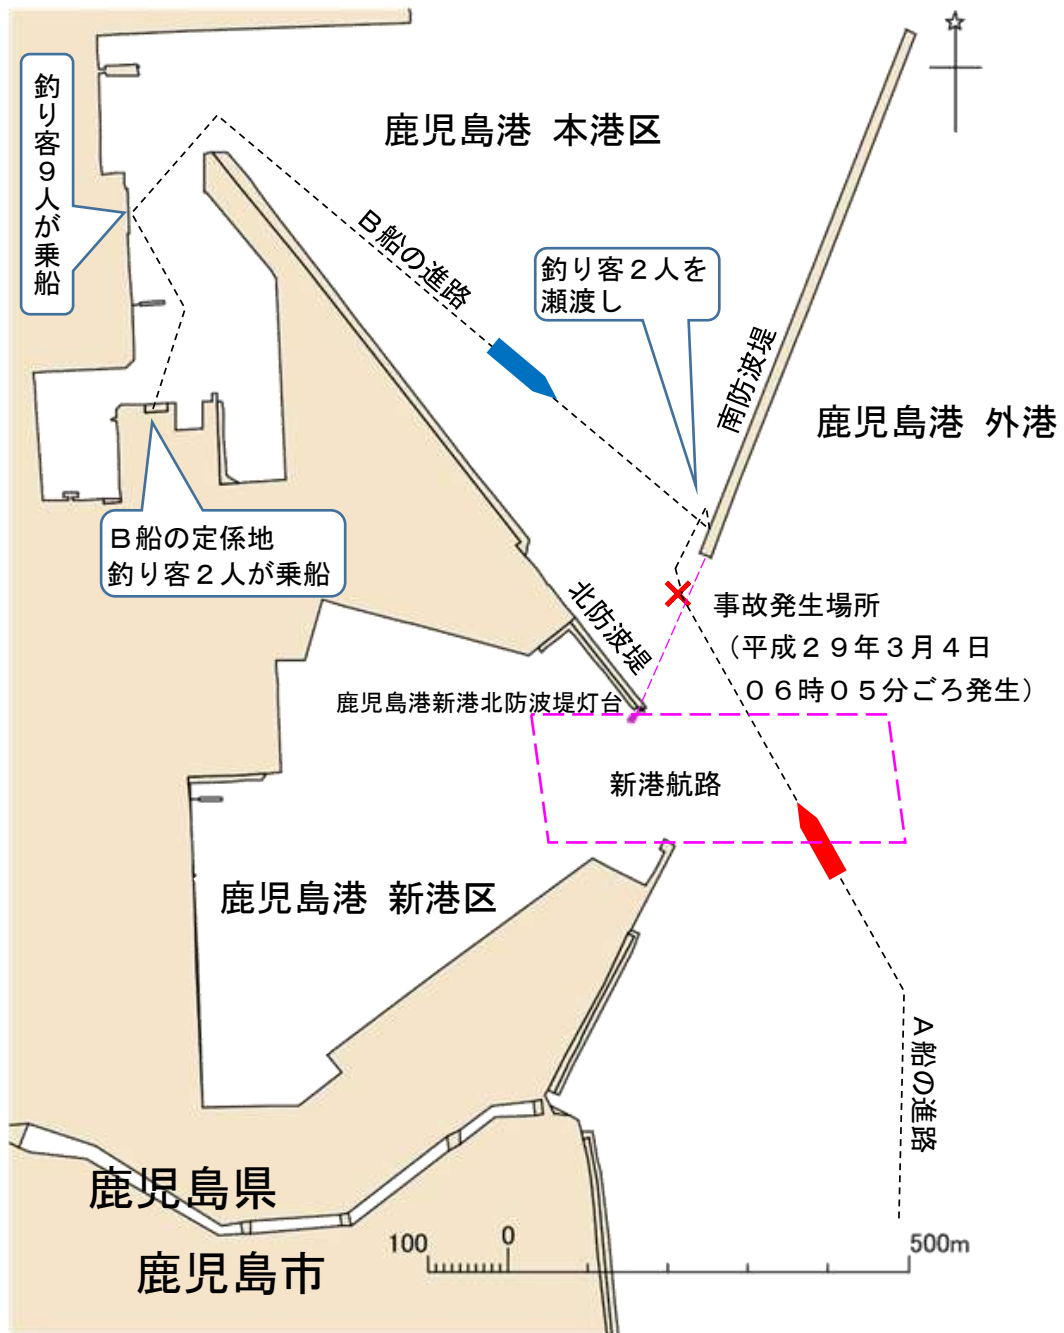 鹿児島港 本港区
釣り客９人が乗船
Ｂ船の進路
釣り客２人を
瀬渡し
南防波堤
鹿児島港 外港
Ｂ船の定係地
釣り客２人が乗船
北防波堤
事故発生場所
（平成２９年３月４日
０６時０５分ごろ発生）
鹿児島港新港北防波堤灯台
新港航路
鹿児島港 新港区
Ａ船の進路
鹿児島県
鹿児島市
100 0 500m